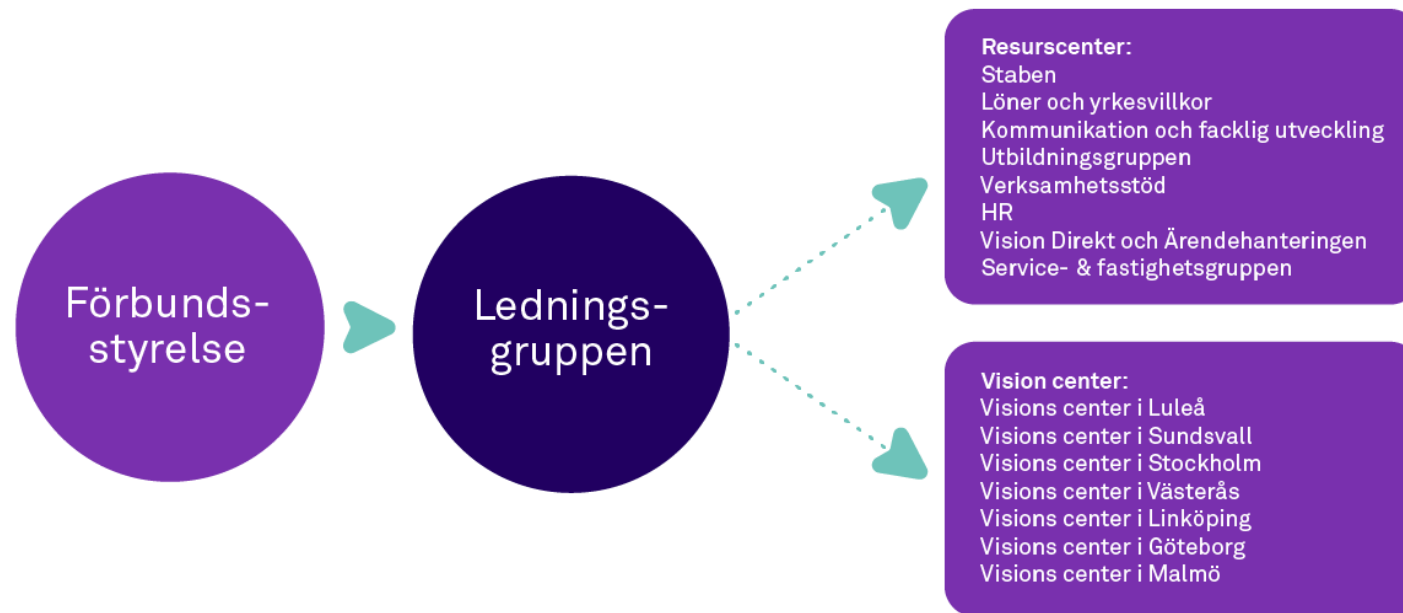 Förbunds-
styrelse
Lednings-
gruppen
Resurscenter:
Staben
Löner och yrkesvillkor
Kommunikation och facklig utveckling
Utbildningsgruppen
Verksamhetsstöd
HR
Vision Direkt och Ärendehanteringen
Service- & fastighetsgruppen
Vision center:
Visions center i Luleå
Visions center i Sundsvall
Visions center i Stockholm
Visions center i Västerås
Visions center i Linköping
Visions center i Göteborg
Visions center i Malmö